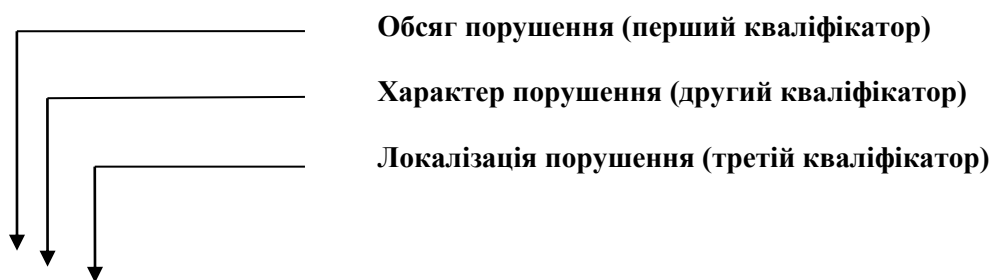 Обсяг порушення (перший кваліфікатор)
Характер порушення (другий кваліфікатор)
Локалізація порушення (третій кваліфікатор)